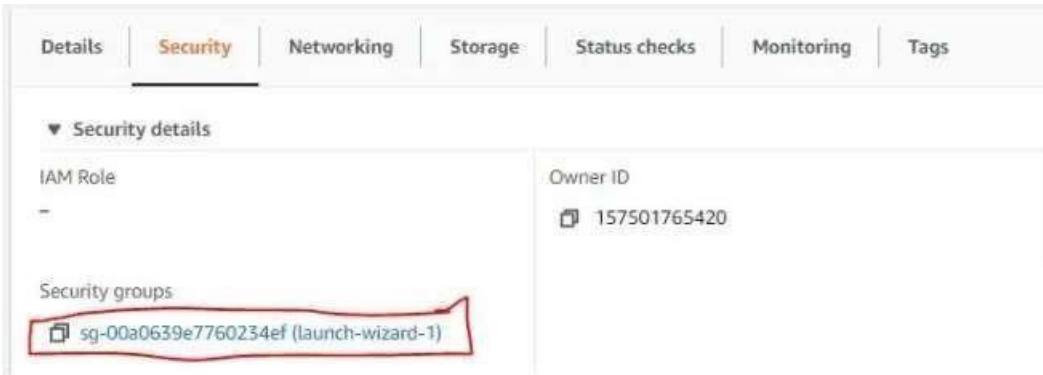 Details Security Networking Storage Status checks Monitoring Tags
▼ Security details
IAM Role
–
Owner ID
157501765420
Security groups
sg-00a0639e7760234ef (launch-wizard-1)